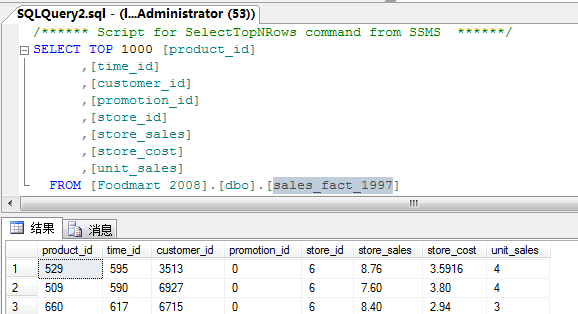 SQLQuery2.sql - (l...Administrator (53))
/****** Script for SelectTopNRows command from SSMS  ******/
SELECT TOP 1000 [product_id]
,[time_id]
,[customer_id]
,[promotion_id]
,[store_id]
,[store_sales]
,[store_cost]
,[unit_sales]
FROM [Foodmart 2008].[dbo].[sales_fact_1997]
结果 消息
product_id time_id customer_id promotion_id store_id store_sales store_cost unit_sales
1 529 595 3513 0 6 8.76 3.5916 4
2 509 590 6927 0 6 7.60 3.80 4
3 660 617 6715 0 6 8.40 2.94 3